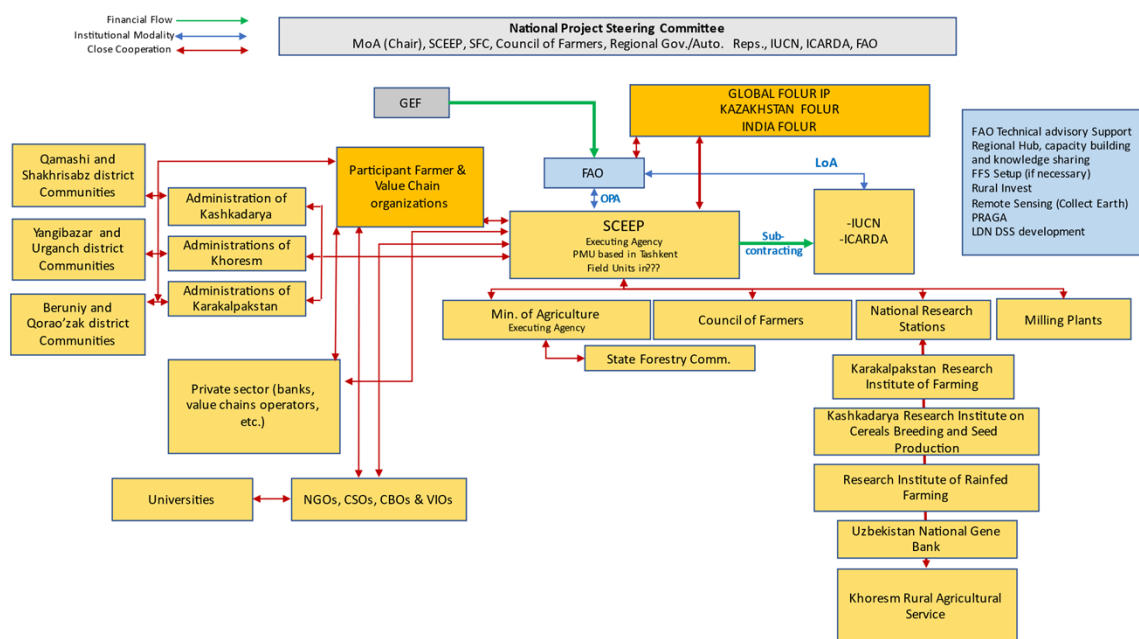 Financial Flow
Institutional Modality
Close Cooperation
National Project Steering Committee
MoA (Chair), SCEEP, SFC, Council of Farmers, Regional Gov./Auto. Reps., IUCN, ICARDA, FAO
GEF
GLOBAL FOLUR IP
KAZAKHSTAN FOLUR
INDIA FOLUR
FAO Technical advisory Support
Regional Hub, capacity building
and knowledge sharing
FFS Setup (if necessary)
Rural Invest
Remote Sensing (Collect Earth)
PRAGA
LDN DSS development
Qamashi and
Shakhrisabz district
Communities
Participant Farmer &
Value Chain
organizations
FAO
LoA
OPA
Administration of
Kashkadarya
Yangibazar and
Urganch district
Communities
Administrations of
Khoresm
SCEEP
Executing Agency
PMU based in Tashkent
Field Units in???
Sub-
contracting
-IUCN
-ICARDA
Beruniy and
Qorao’zak district
Communities
Administrations of
Karakalpakstan
Min. of Agriculture
Executing Agency
Council of Farmers
National Research
Stations
Milling Plants
State Forestry Comm.
Private sector (banks,
value chains operators,
etc.)
Karakalpakstan Research
Institute of Farming
Kashkadarya Research Institute on
Cereals Breeding and Seed
Production
Research Institute of Rainfed
Farming
Universities
NGOs, CSOs, CBOs & VIOs
Uzbekistan National Gene
Bank
Khoresm Rural Agricultural
Service